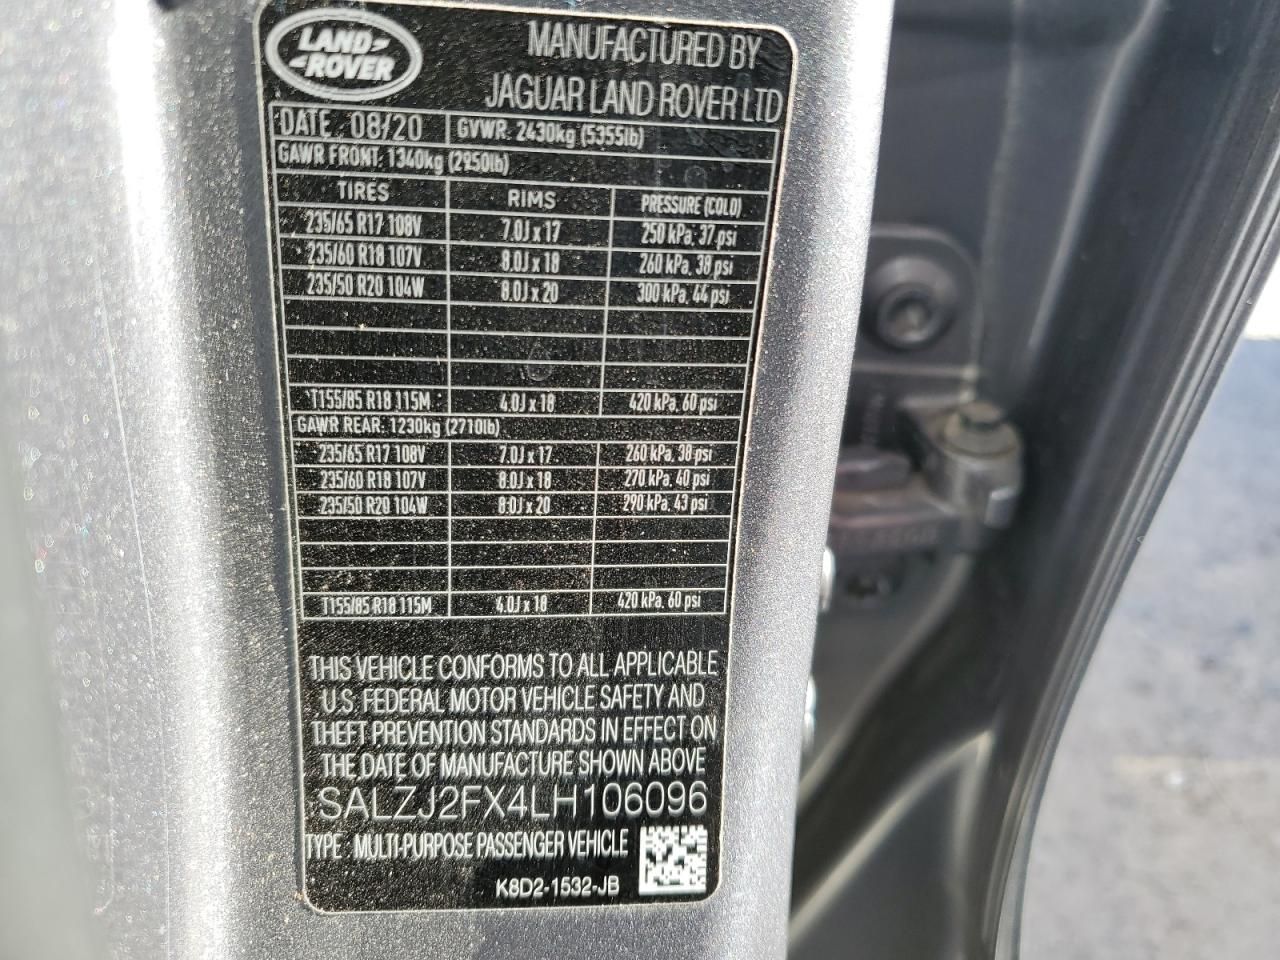 LAND
ROVER
MANUFACTURED BY
JAGUAR LAND ROVER LTD
DATE: 08/20 GVWR: 2430kg (5355lb)
GAWR FRONT: 1340kg (2950lb)
TIRES RIMS PRESSURE (COLD)
235/65 R17 108V 7.0J x 17 250 kPa, 37 psi
235/60 R18 107V 8.0J x 18 260 kPa, 38 psi
235/50 R20 104W 8.0J x 20 300 kPa, 44 psi
T155/85 R18 115M 4.0J x 18 420 kPa, 60 psi
GAWR REAR: 1230kg (2710lb)
235/65 R17 108V 7.0J x 17 260 kPa, 38 psi
235/60 R18 107V 8.0J x 18 270 kPa, 40 psi
235/50 R20 104W 8.0J x 20 290 kPa, 43 psi
T155/85 R18 115M 4.0J x 18 420 kPa, 60 psi
THIS VEHICLE CONFORMS TO ALL APPLICABLE
U.S. FEDERAL MOTOR VEHICLE SAFETY AND
THEFT PREVENTION STANDARDS IN EFFECT ON
THE DATE OF MANUFACTURE SHOWN ABOVE
SALZJ2FX4LH106096
TYPE: MULTI-PURPOSE PASSENGER VEHICLE
K8D2-1532-JB